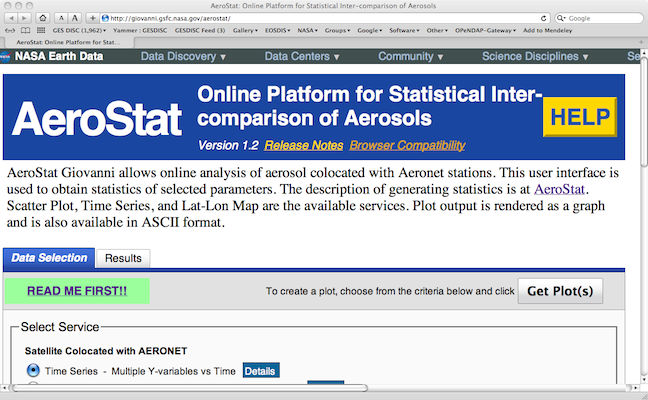 AeroStat: Online Platform for Statistical Inter-comparison of Aerosols
http://giovanni.gsfc.nasa.gov/aerostat/
Google
GES DISC (1,962) Yammer : GESDISC GESDISC Feed (3) Gallery EOSDIS NASA Groups Google Software Other OPeNDAP-Gateway Add to Mendeley
AeroStat: Online Platform for Stat...
NASA Earth Data Data Discovery Data Centers Community Science Disciplines Se
AeroStat
Online Platform for Statistical Inter-
comparison of Aerosols
HELP
Version 1.2 Release Notes Browser Compatibility
AeroStat Giovanni allows online analysis of aerosol colocated with Aeronet stations. This user interface is
used to obtain statistics of selected parameters. The description of generating statistics is at AeroStat.
Scatter Plot, Time Series, and Lat-Lon Map are the available services. Plot output is rendered as a graph
and is also available in ASCII format.
Data Selection Results
READ ME FIRST!! To create a plot, choose from the criteria below and click Get Plot(s)
Select Service
Satellite Colocated with AERONET
Time Series - Multiple Y-variables vs Time Details